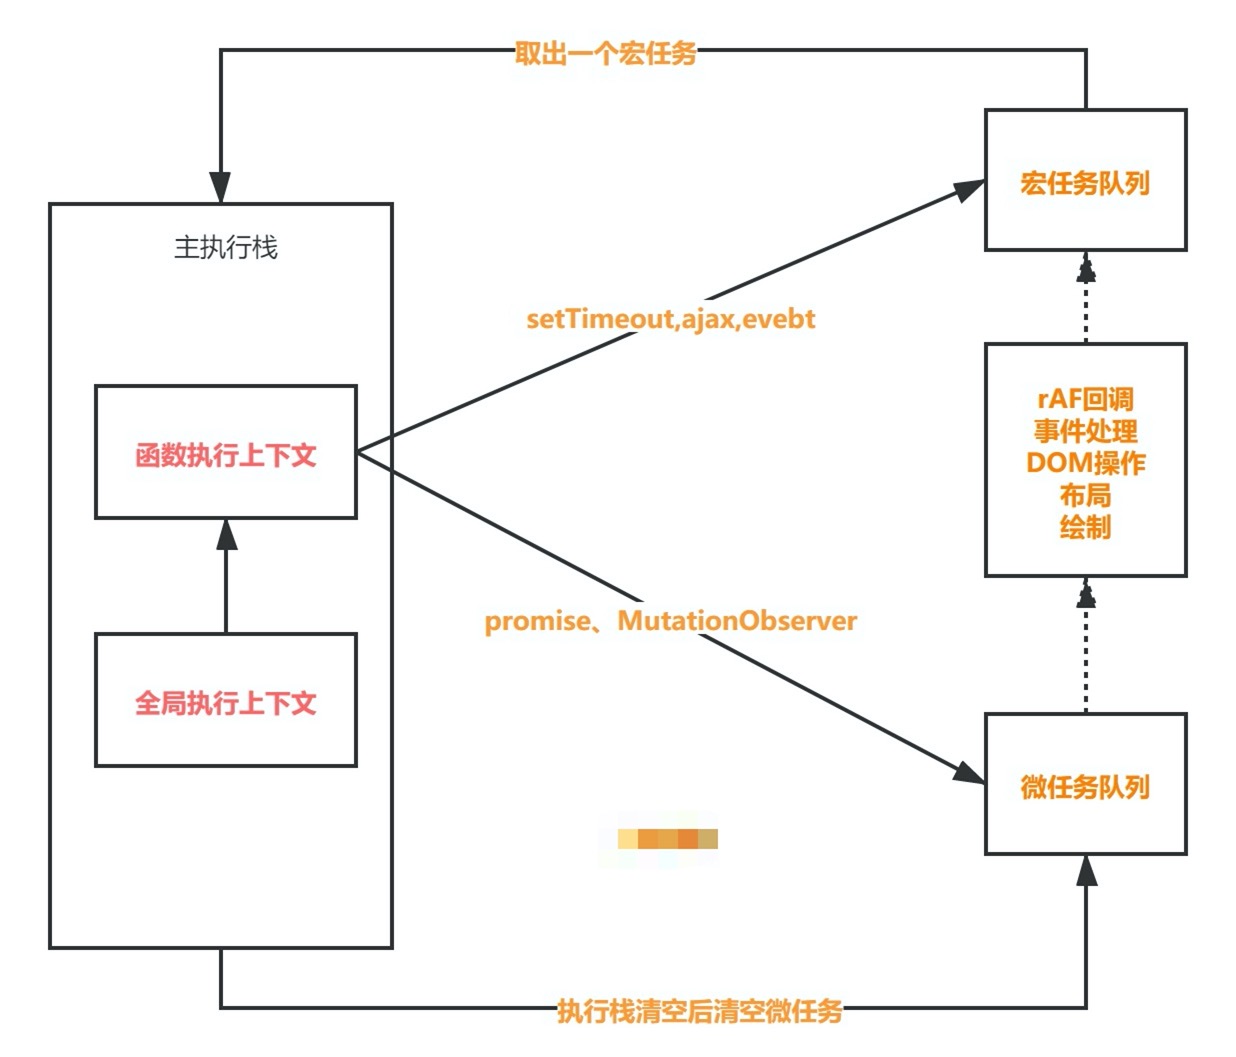 取出一个宏任务
宏任务队列
主执行栈
setTimeout,ajax,evebt
rAF回调
事件处理
DOM操作
布局
绘制
函数执行上下文
promise、MutationObserver
全局执行上下文
微任务队列
执行栈清空后清空微任务